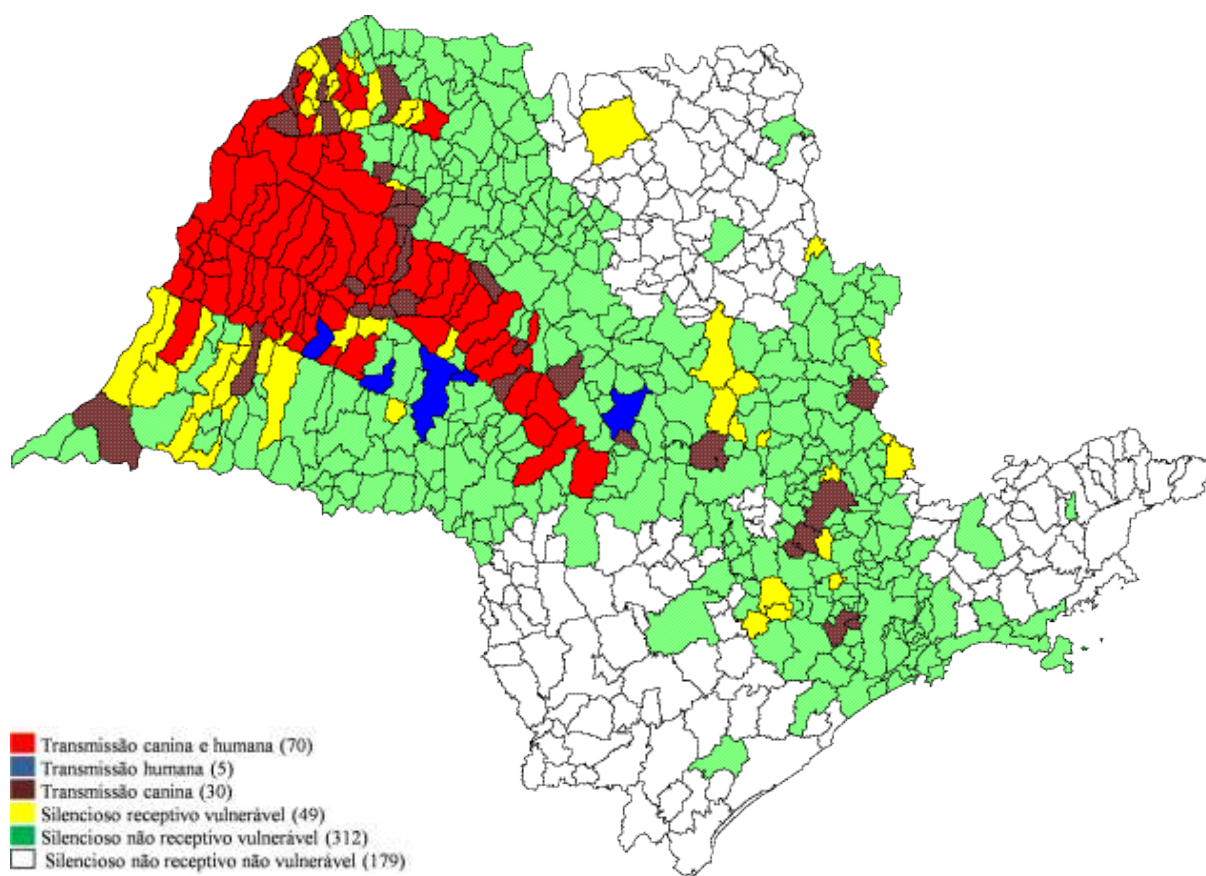 Transmissão canina e humana (70)
Transmissão humana (5)
Transmissão canina (30)
Silencioso receptivo vulnerável (49)
Silencioso não receptivo vulnerável (312)
Silencioso não receptivo não vulnerável (179)